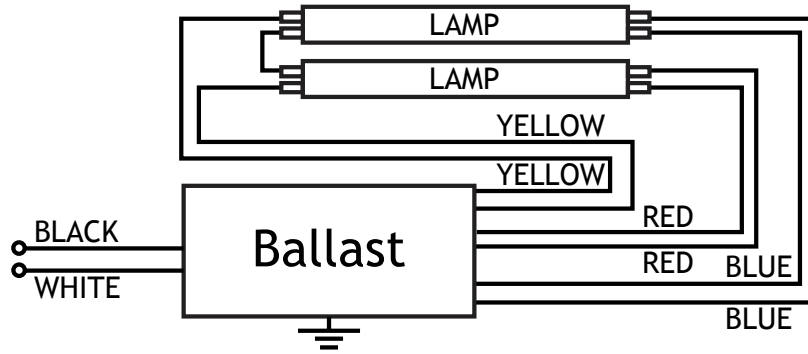 LAMP
LAMP
YELLOW
YELLOW
RED
BLACK
Ballast
RED
BLUE
WHITE
BLUE